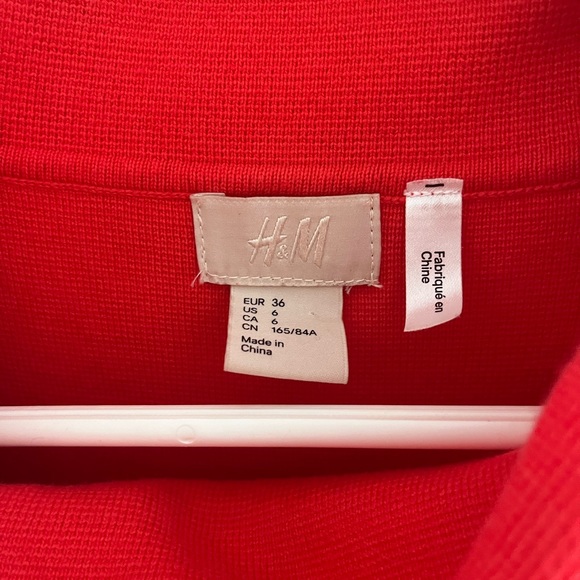 H&M
EUR 36
US 6
CA 6
CN 165/84A
Made in
China
Fabriqué en
Chine